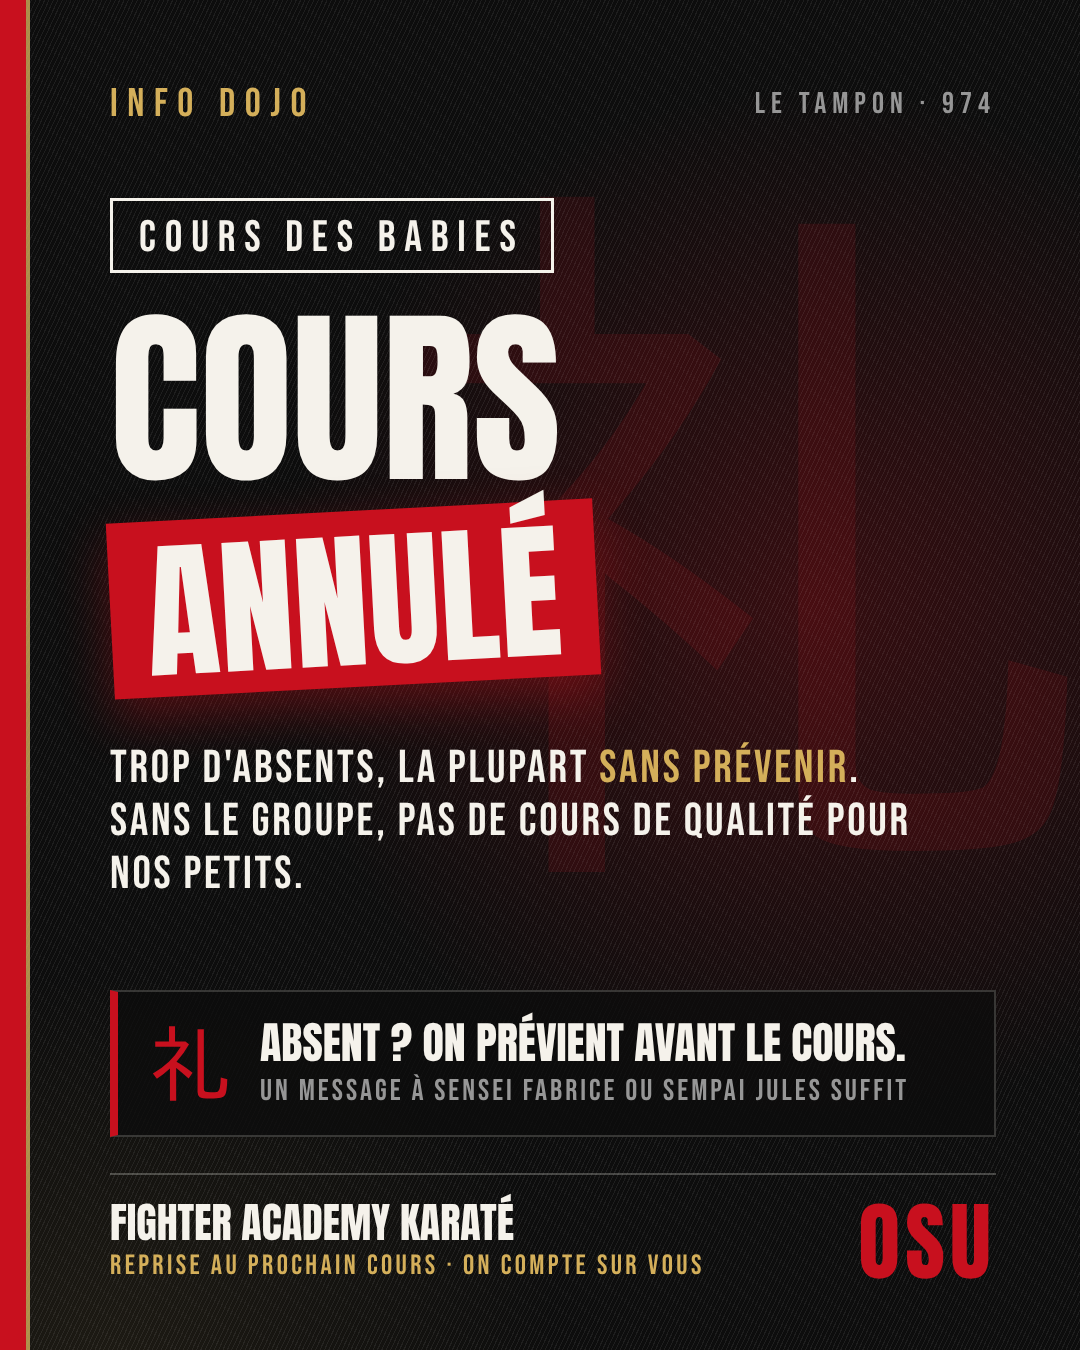 INFO DOJO
LE TAMPON · 974
COURS DES BABIES
礼
COURS
ANNULÉ
TROP D'ABSENTS, LA PLUPART SANS PRÉVENIR.
SANS LE GROUPE, PAS DE COURS DE QUALITÉ POUR
NOS PETITS.
礼
ABSENT ? ON PRÉVIENT AVANT LE COURS.
UN MESSAGE À SENSEI FABRICE OU SEMPAI JULES SUFFIT
FIGHTER ACADEMY KARATÉ
REPRISE AU PROCHAIN COURS · ON COMPTE SUR VOUS
OSU